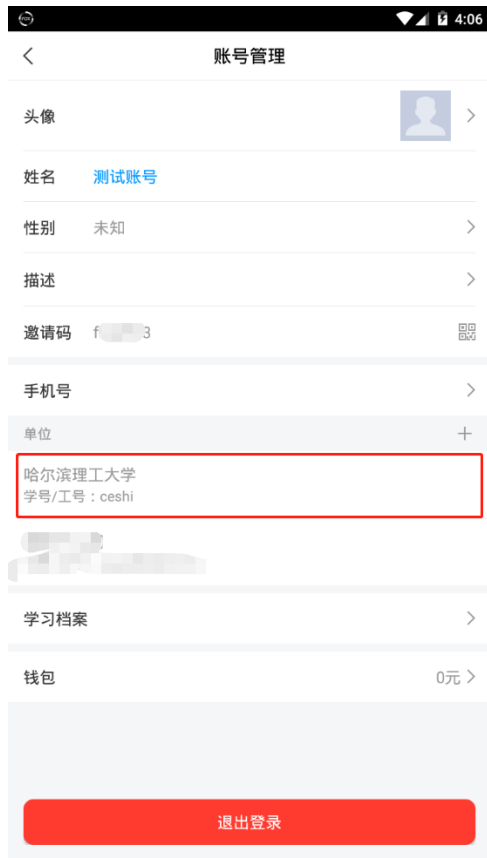 4:06
账号管理
头像
姓名 测试账号
性别 未知
描述
邀请码
手机号
单位
哈尔滨理工大学
学号/工号：ceshi
学习档案
钱包 0元
退出登录